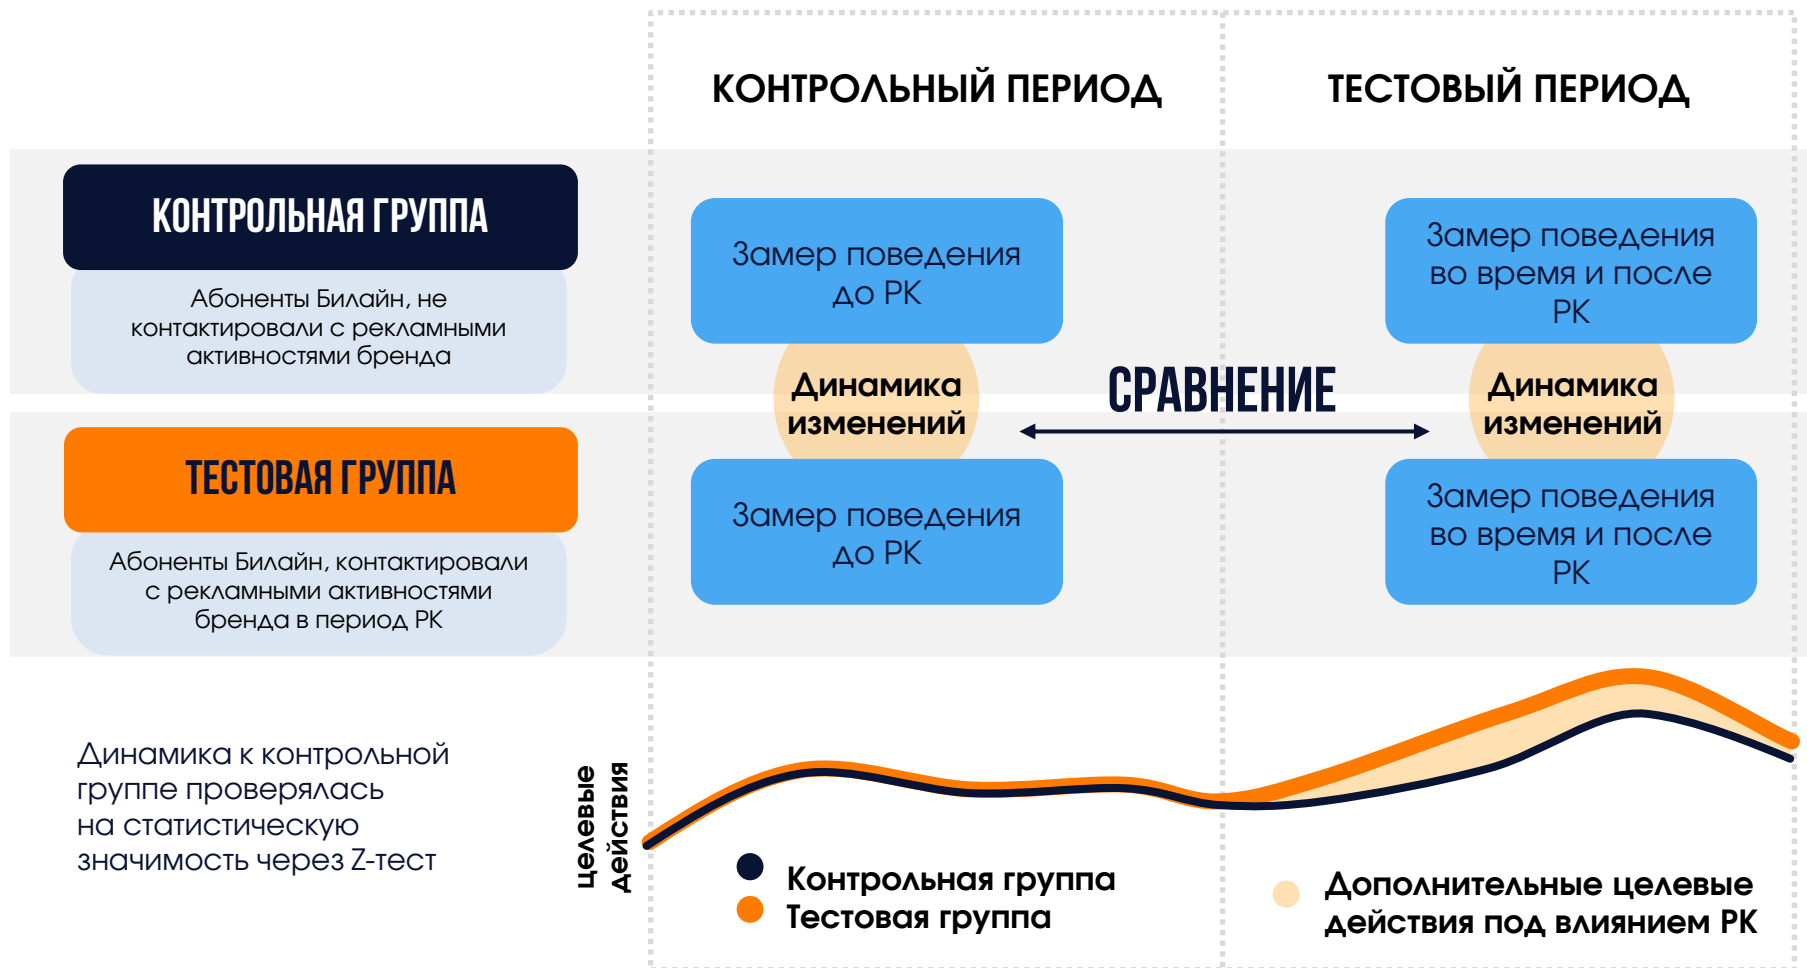 КОНТРОЛЬНЫЙ ПЕРИОД
ТЕСТОВЫЙ ПЕРИОД
КОНТРОЛЬНАЯ ГРУППА
Абоненты Билайн, не
контактировали с рекламными
активностями бренда
Замер поведения
до РК
Замер поведения
во время и после
РК
Динамика
изменений
СРАВНЕНИЕ
Динамика
изменений
ТЕСТОВАЯ ГРУППА
Абоненты Билайн, контактировали
с рекламными активностями
бренда в период РК
Замер поведения
до РК
Замер поведения
во время и после
РК
Динамика к контрольной
группе проверялась
на статистическую
значимость через Z-тест
целевые
действия
Контрольная группа
Тестовая группа
Дополнительные целевые
действия под влиянием РК